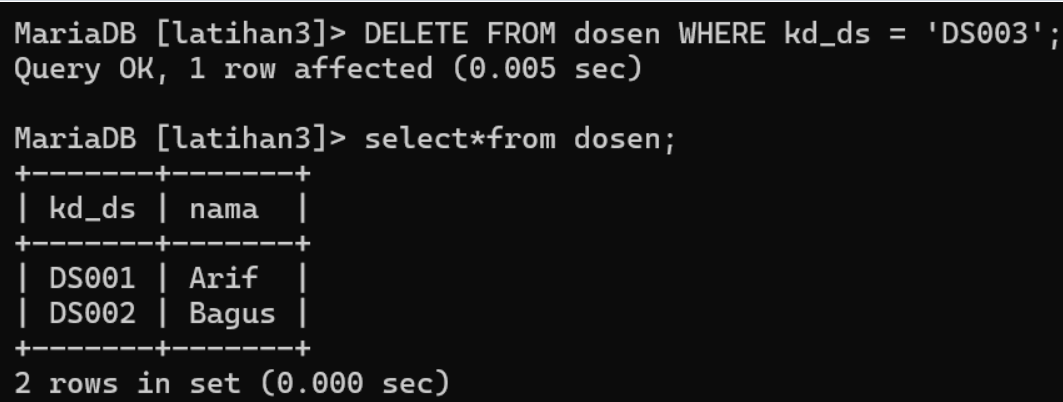 MariaDB [latihan3]> DELETE FROM dosen WHERE kd_ds = 'DS003';
Query OK, 1 row affected (0.005 sec)
MariaDB [latihan3]> select*from dosen;
+-------+-------+
| kd_ds | nama  |
+-------+-------+
| DS001 | Arif  |
| DS002 | Bagus |
+-------+-------+
2 rows in set (0.000 sec)